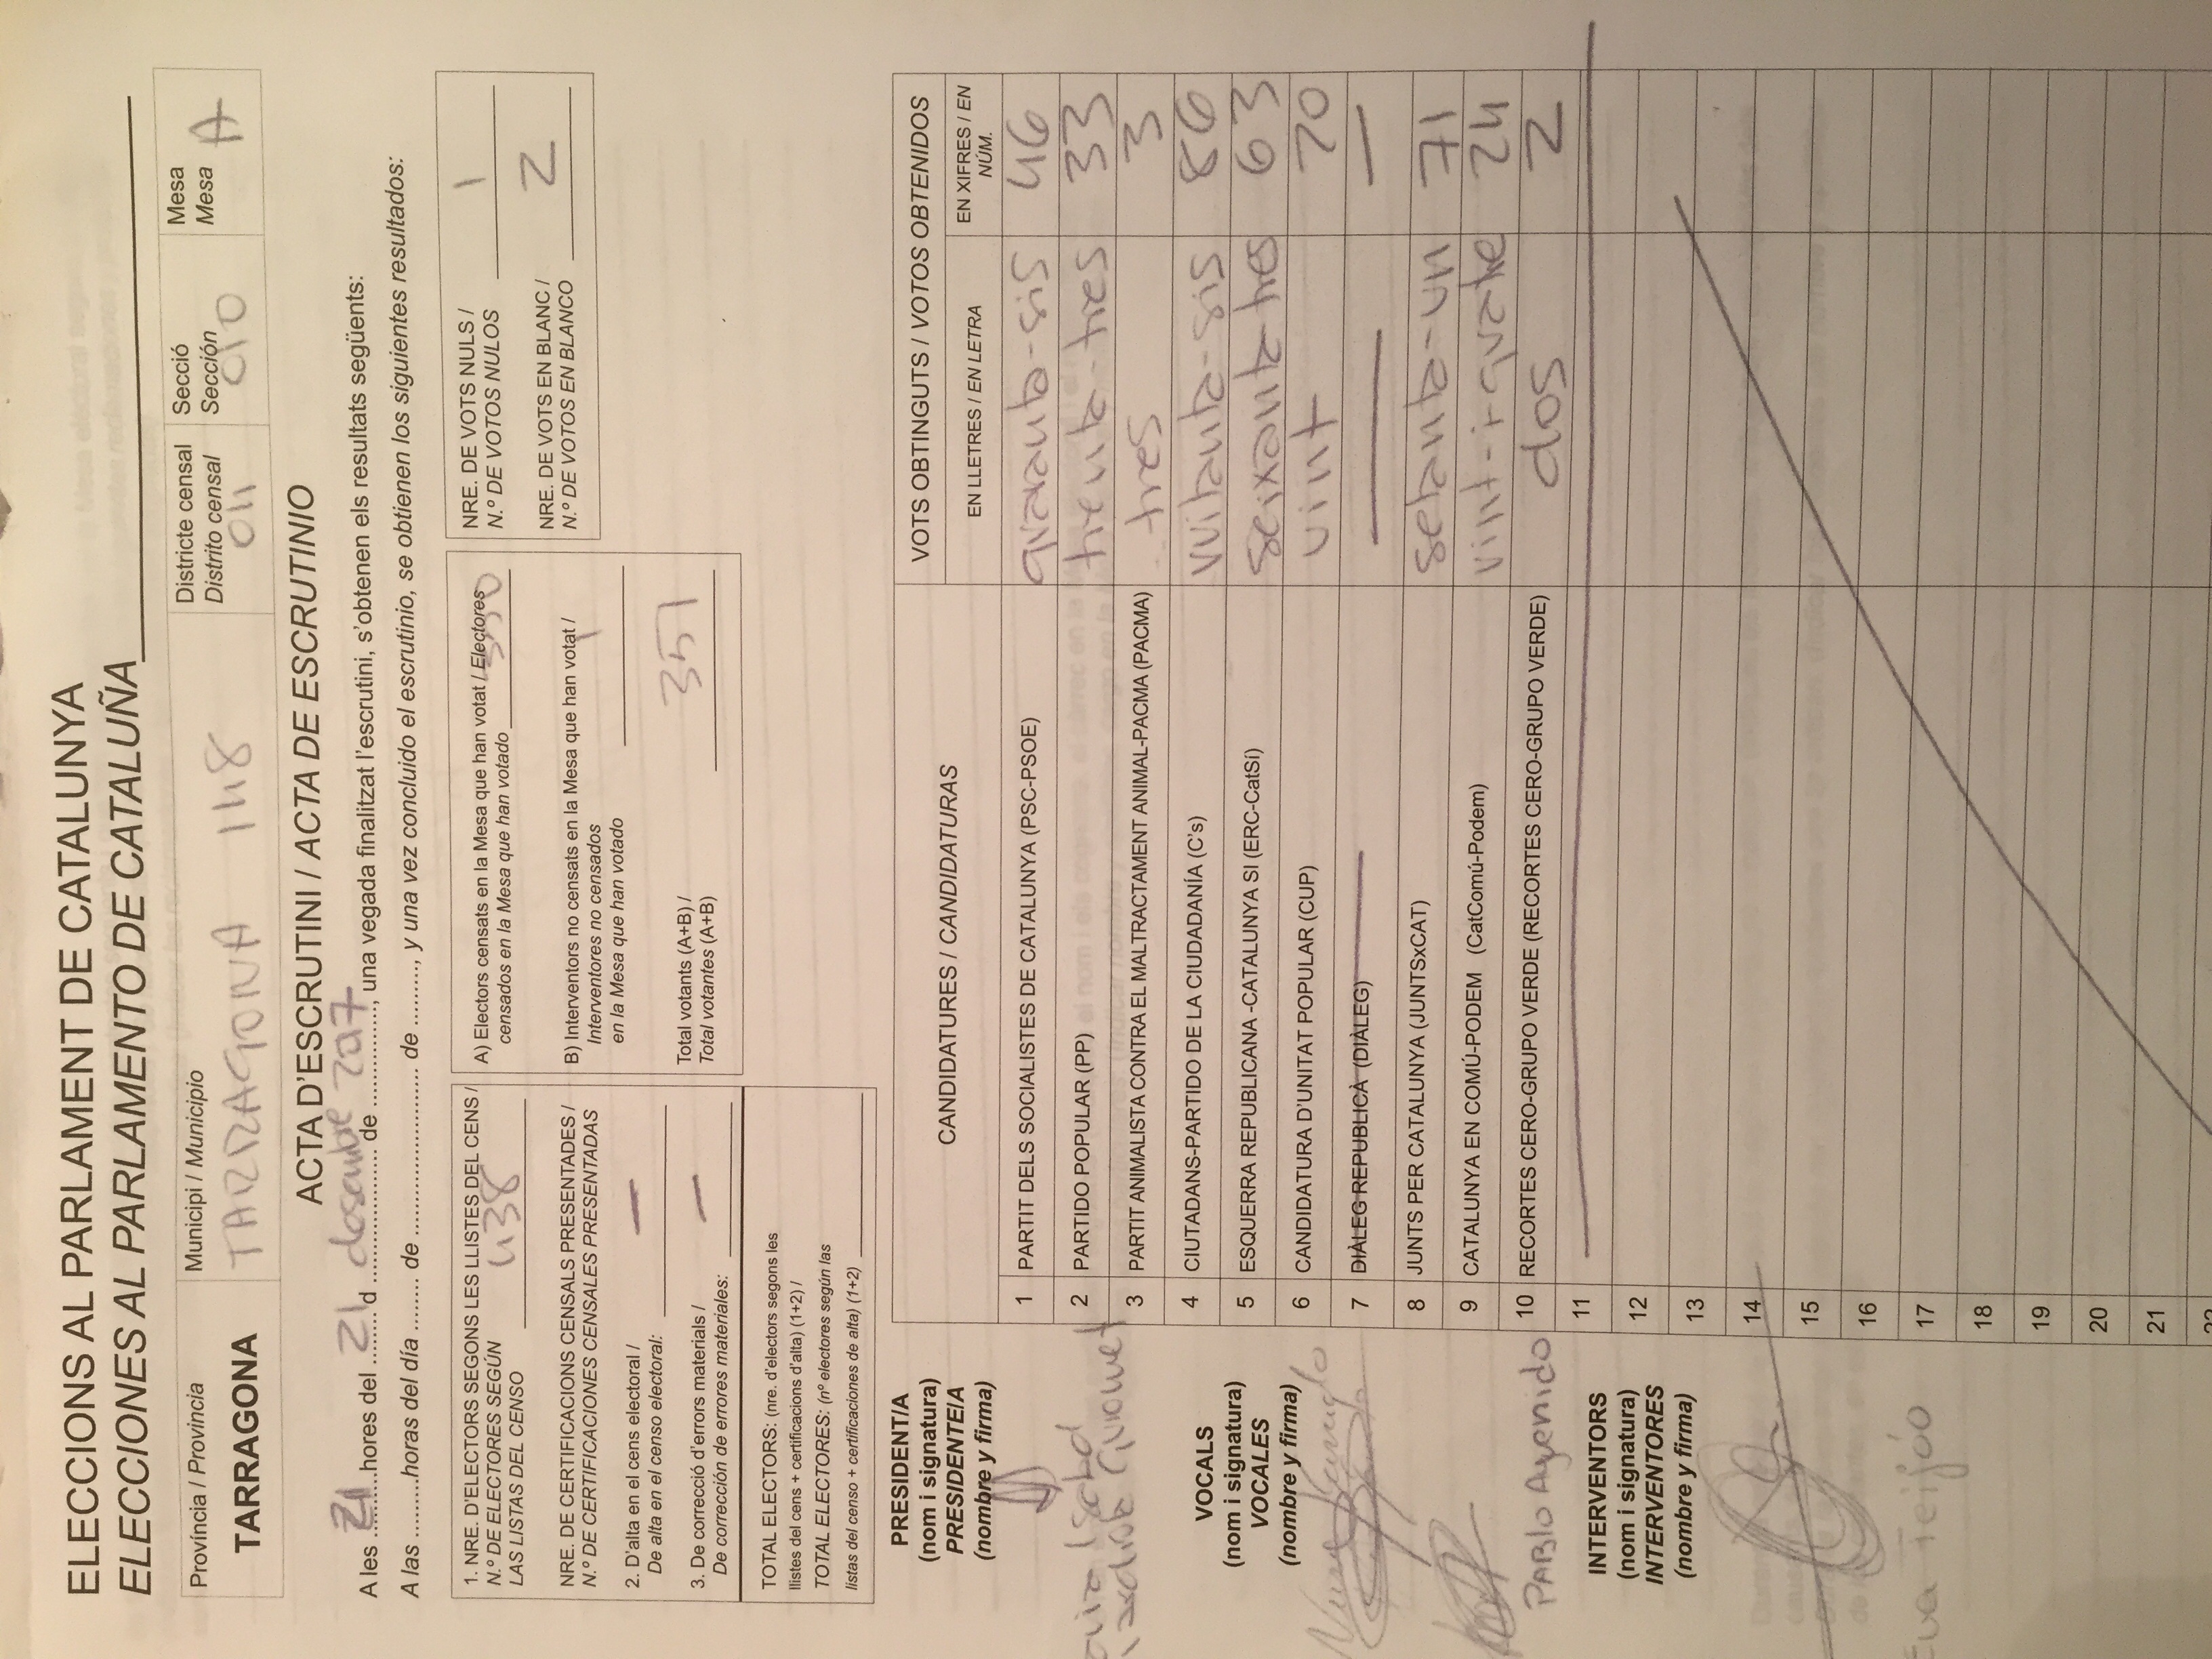 ELECCIONS AL PARLAMENT DE CATALUNYA
ELECCIONES AL PARLAMENTO DE CATALUÑA
Província / Provincia
TARRAGONA
Municipi / Municipio
TARRAGONA 148
Districte censal
Distrito censal
04
Secció
Sección
010
Mesa
Mesa A
ACTA D'ESCRUTINI / ACTA DE ESCRUTINIO
A les 21 hores del 21 d desembre de 2017, una vegada finalitzat l'escrutini, s'obtenen els resultats següents:
A las .........horas del día ........ de ......................... de ........., y una vez concluido el escrutinio, se obtienen los siguientes resultados:
1. NRE. D'ELECTORS SEGONS LES LLISTES DEL CENS /
N.º DE ELECTORES SEGÚN
LAS LISTAS DEL CENSO 438
NRE. DE CERTIFICACIONS CENSALS PRESENTADES /
N.º DE CERTIFICACIONES CENSALES PRESENTADAS
2. D'alta en el cens electoral / —
De alta en el censo electoral:
3. De correcció d'errors materials / —
De corrección de errores materiales:
TOTAL ELECTORS: (nre. d'electors segons les
llistes del cens + certificacions d'alta) (1+2) /
TOTAL ELECTORES: (nº electores según las
listas del censo + certificaciones de alta) (1+2)
A) Electors censats en la Mesa que han votat / Electores
censados en la Mesa que han votado 350
B) Interventors no censats en la Mesa que han votat /
Interventores no censados 1
en la Mesa que han votado
Total votants (A+B) / 351
Total votantes (A+B)
NRE. DE VOTS NULS / 1
N.º DE VOTOS NULOS
NRE. DE VOTS EN BLANC / 2
N.º DE VOTOS EN BLANCO
PRESIDENT/A
(nom i signatura)
PRESIDENTE/A
(nombre y firma)
VOCALS
(nom i signatura)
VOCALES
(nombre y firma)
PABlo Ayenido
INTERVENTORS
(nom i signatura)
INTERVENTORES
(nombre y firma)
Eva Teijóo
CANDIDATURES / CANDIDATURAS
VOTS OBTINGUTS / VOTOS OBTENIDOS
EN LLETRES / EN LETRA
EN XIFRES / EN
NÚM.
1 PARTIT DELS SOCIALISTES DE CATALUNYA (PSC-PSOE) quaranta-sis 46
2 PARTIDO POPULAR (PP) trenta-tres 33
3 PARTIT ANIMALISTA CONTRA EL MALTRACTAMENT ANIMAL-PACMA (PACMA) tres 3
4 CIUTADANS-PARTIDO DE LA CIUDADANÍA (C's) vuitanta-sis 86
5 ESQUERRA REPUBLICANA -CATALUNYA SI (ERC-CatSí) seixanta tres 63
6 CANDIDATURA D'UNITAT POPULAR (CUP) vint 20
7 DIÀLEG REPUBLICÀ (DIÀLEG) — —
8 JUNTS PER CATALUNYA (JUNTSxCAT) setanta-un 71
9 CATALUNYA EN COMÚ-PODEM (CatComú-Podem) vint-i-quatre 24
10 RECORTES CERO-GRUPO VERDE (RECORTES CERO-GRUPO VERDE) dos 2
11
12
13
14
15
16
17
18
19
20
21
22